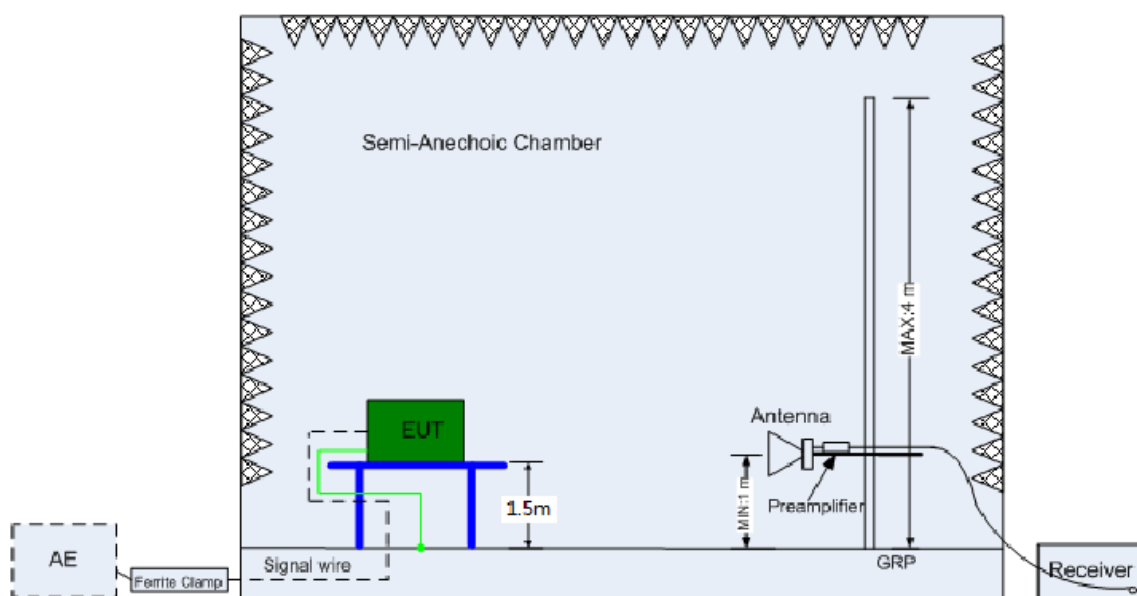 Semi-Anechoic Chamber
MAX:4 m
Antenna
EUT
1.5m
MIN:1 m
Preamplifier
AE
Ferrite Clamp
Signal wire
GRP
Receiver